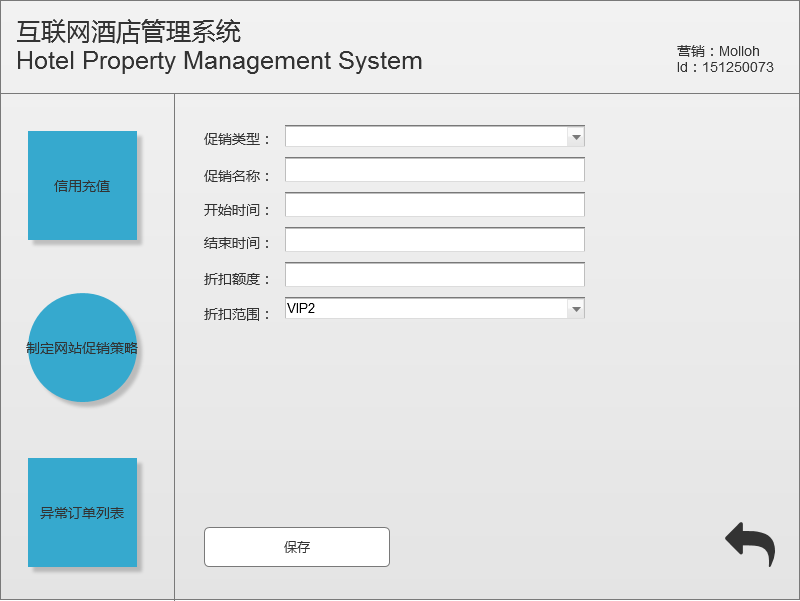 互联网酒店管理系统
Hotel Property Management System
营销：Molloh
Id：151250073
信用充值
制定网站促销策略
异常订单列表
促销类型：
促销名称：
开始时间：
结束时间：
折扣额度：
折扣范围： VIP2
保存